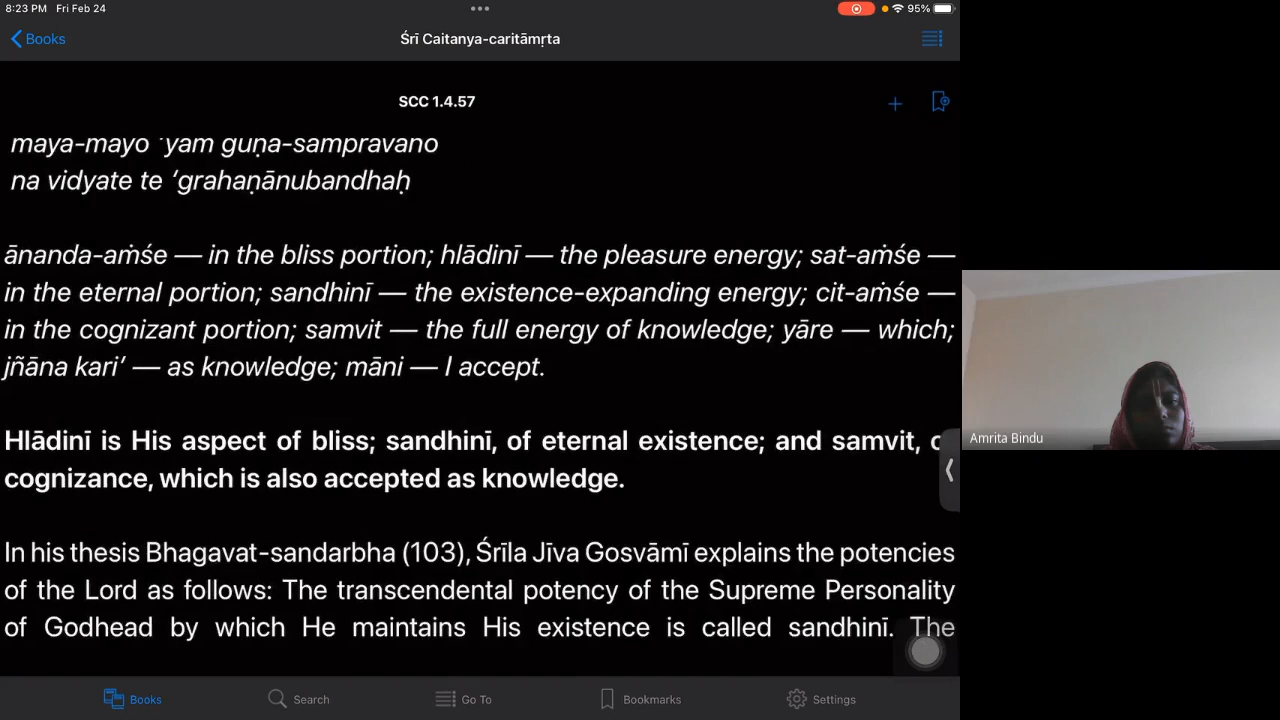 8:23 PM Fri Feb 24
95%
Books
Śrī Caitanya-caritāmṛta
SCC 1.4.57
maya-mayo 'yam guṇa-sampravano
na vidyate te ‘grahaṇānubandhaḥ
ānanda-aṁśe — in the bliss portion; hlādinī — the pleasure energy; sat-aṁśe —
in the eternal portion; sandhinī — the existence-expanding energy; cit-aṁśe —
in the cognizant portion; samvit — the full energy of knowledge; yāre — which;
jñāna kari’ — as knowledge; māni — I accept.
Hlādinī is His aspect of bliss; sandhinī, of eternal existence; and samvit,
cognizance, which is also accepted as knowledge.
In his thesis Bhagavat-sandarbha (103), Śrīla Jīva Gosvāmī explains the potencies
of the Lord as follows: The transcendental potency of the Supreme Personality
of Godhead by which He maintains His existence is called sandhinī. The
Books
Search
Go To
Bookmarks
Settings
Amrita Bindu